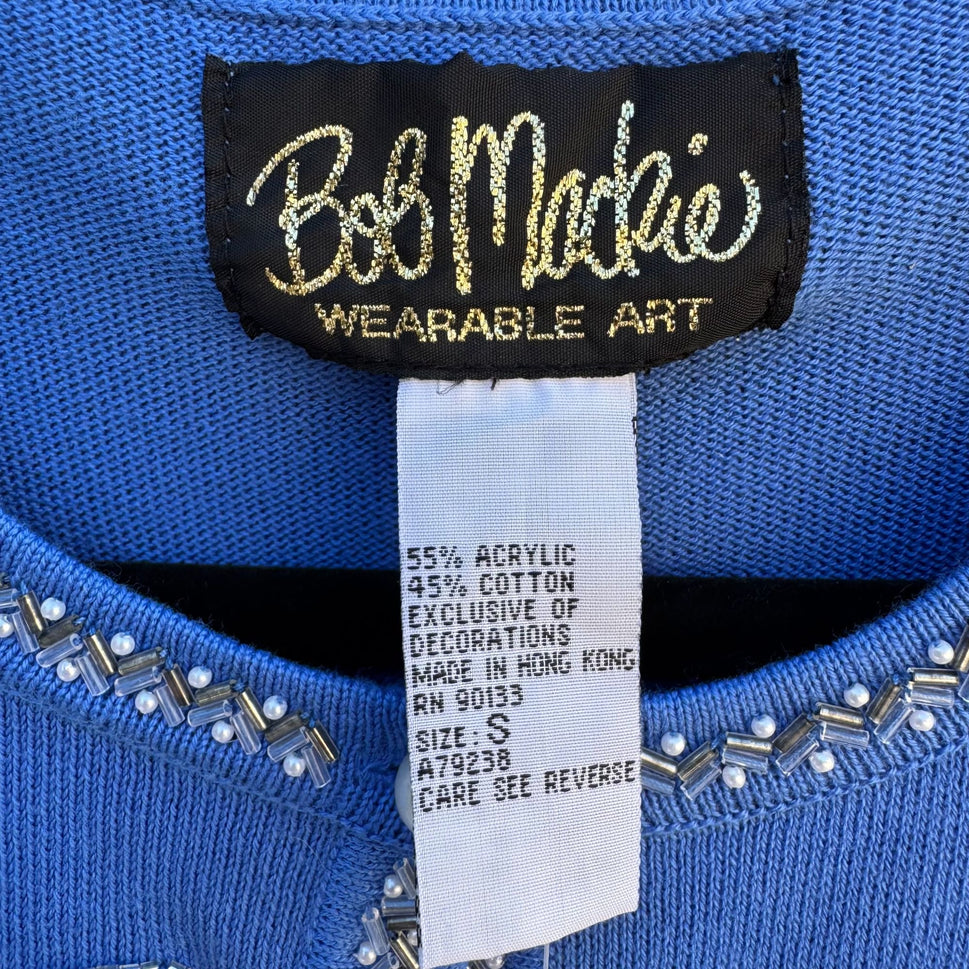 Bob Mackie
WEARABLE ART
55% ACRYLIC
45% COTTON
EXCLUSIVE OF
DECORATIONS
MADE IN HONG KONG
RN 90133
SIZE: S
A79238
CARE SEE REVERSE